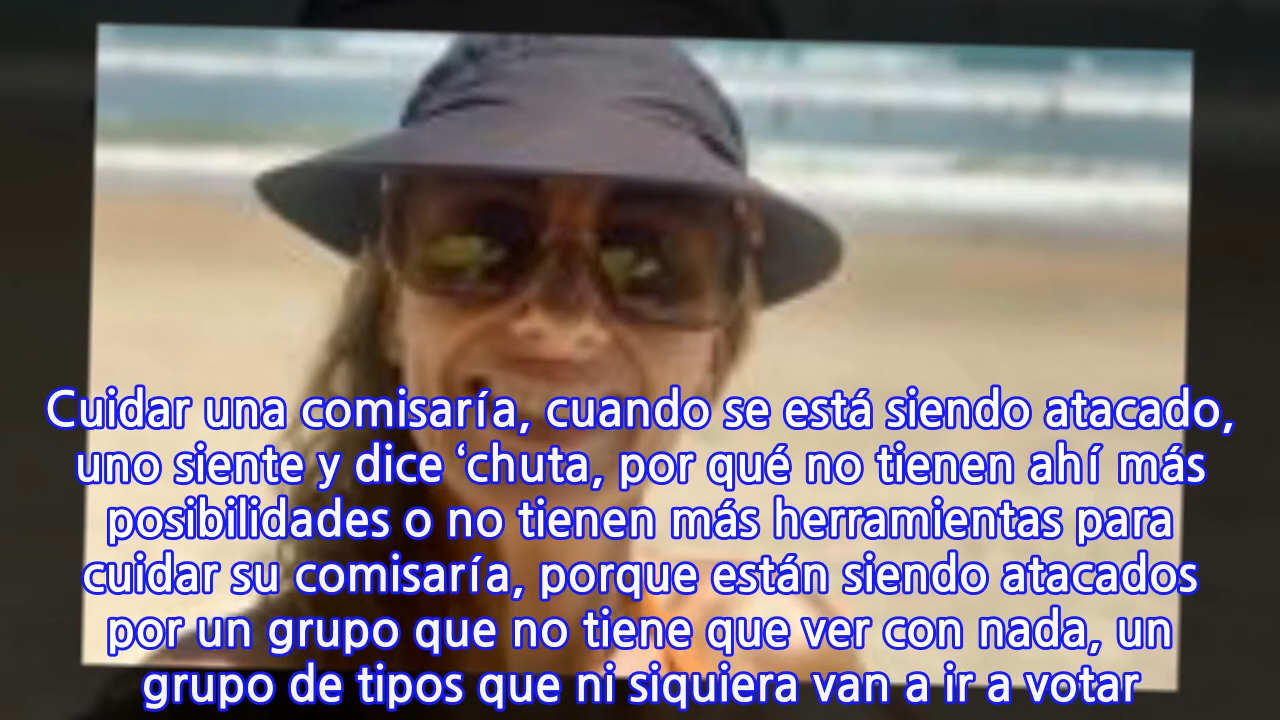 Cuidar una comisaría, cuando se está siendo atacado,
uno siente y dice ‘chuta, por qué no tienen ahí más
posibilidades o no tienen más herramientas para
cuidar su comisaría, porque están siendo atacados
por un grupo que no tiene que ver con nada, un
grupo de tipos que ni siquiera van a ir a votar